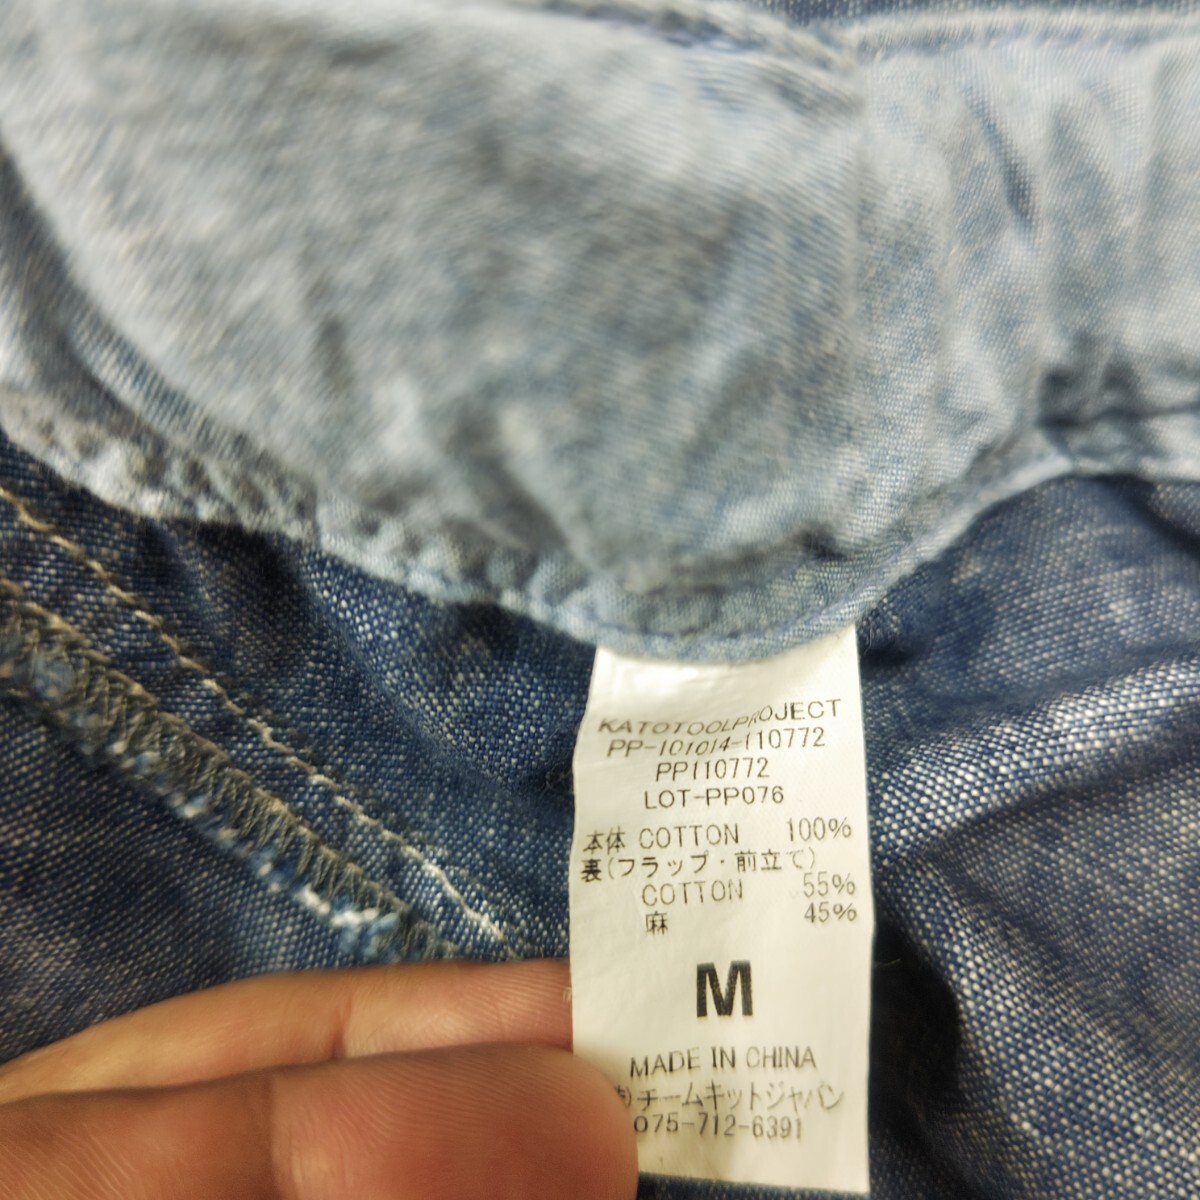 KATOTOOLPROJECT
PP-101014-110772
PP110772
LOT-PP076
本体 COTTON 100%
裏(フラップ・前立て)
COTTON 55%
麻 45%
M
MADE IN CHINA
チームキットジャパン
075-712-6391